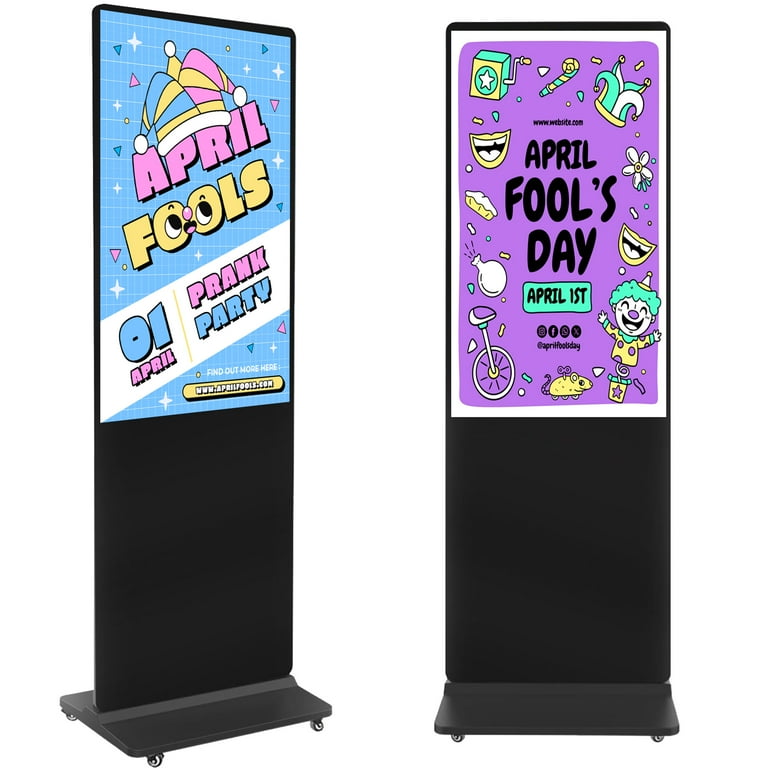 APRIL
FOOLS
01
APRIL
PRANK
PARTY
FIND OUT MORE HERE
WWW.APRILFOOLS.COM
www.website.com
APRIL
FOOL'S
DAY
APRIL 1ST
@aprilfoolsday